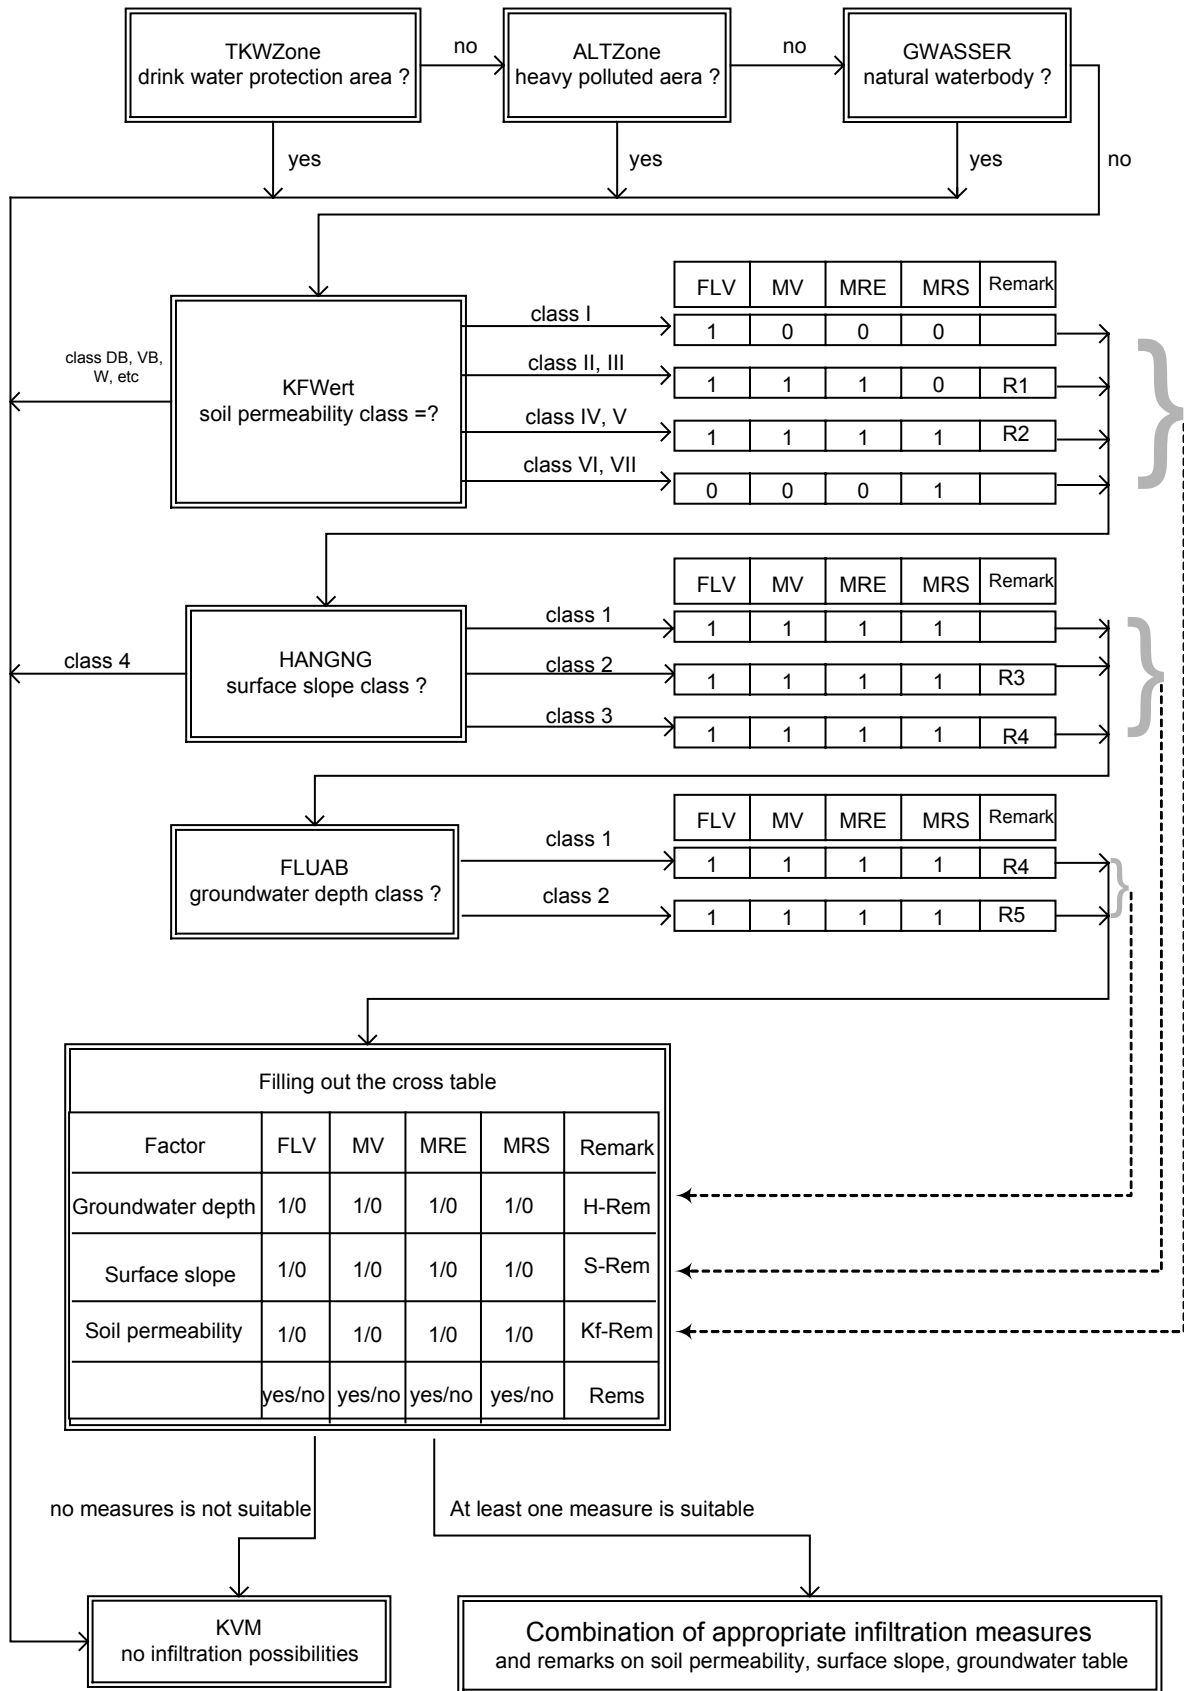 TKWZone
drink water protection area ?
no
ALTZone
heavy polluted aera ?
no
GWASSER
natural waterbody ?
yes
yes
yes
no
FLV MV MRE MRS Remark
class DB, VB,
W, etc
KFWert
soil permeability class =?
class I
1 0 0 0
class II, III
1 1 1 0 R1
class IV, V
1 1 1 1 R2
class VI, VII
0 0 0 1
FLV MV MRE MRS Remark
class 4
HANGNG
surface slope class ?
class 1
1 1 1 1
class 2
1 1 1 1 R3
class 3
1 1 1 1 R4
FLV MV MRE MRS Remark
FLUAB
groundwater depth class ?
class 1
1 1 1 1 R4
class 2
1 1 1 1 R5
Filling out the cross table
Factor FLV MV MRE MRS Remark
Groundwater depth 1/0 1/0 1/0 1/0 H-Rem
Surface slope 1/0 1/0 1/0 1/0 S-Rem
Soil permeability 1/0 1/0 1/0 1/0 Kf-Rem
yes/no yes/no yes/no yes/no Rems
no measures is not suitable
At least one measure is suitable
KVM
no infiltration possibilities
Combination of appropriate infiltration measures
and remarks on soil permeability, surface slope, groundwater table